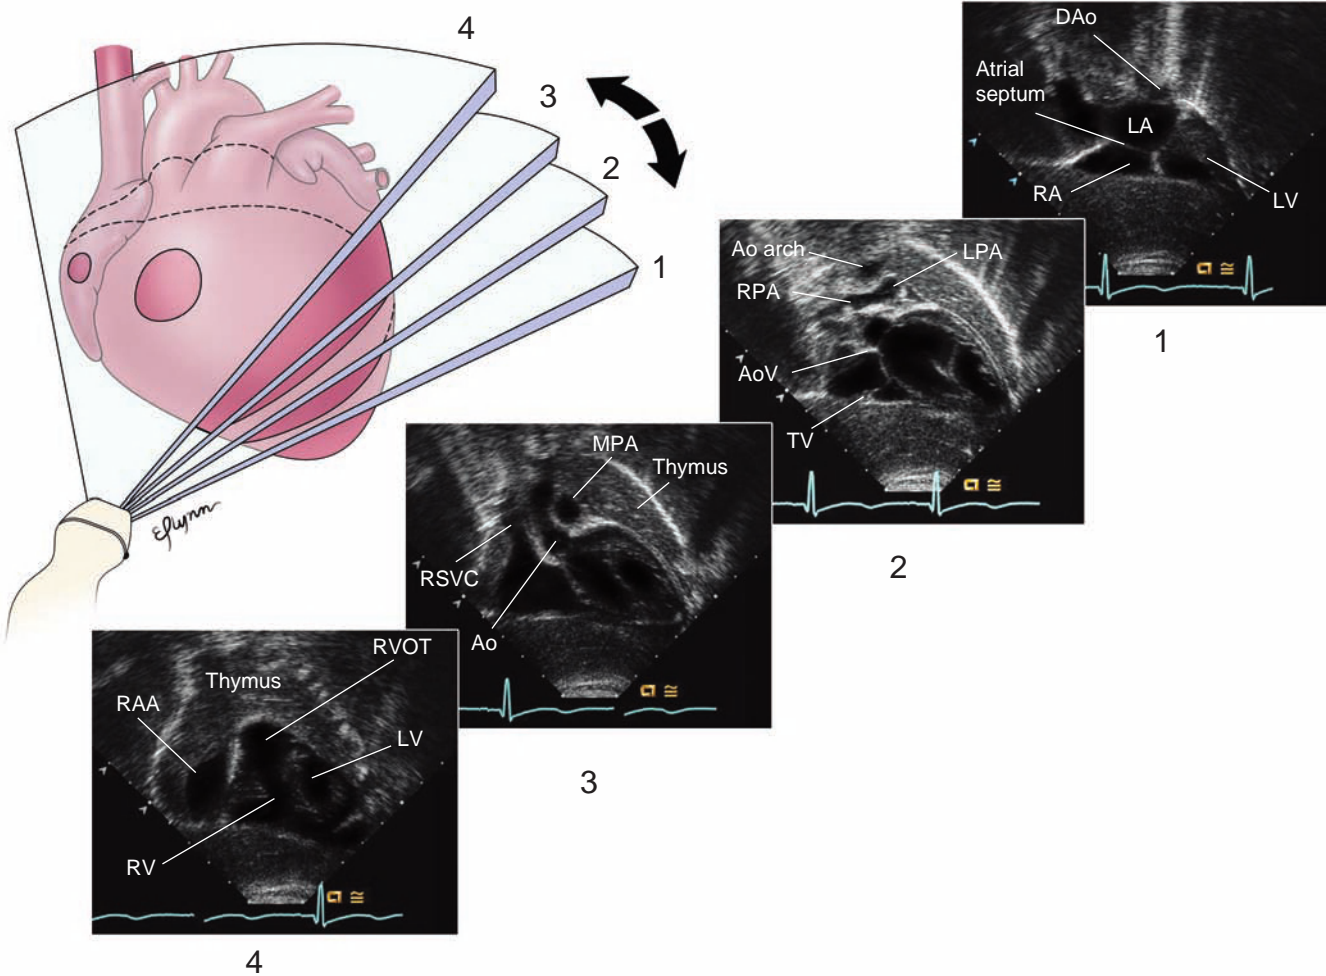 4
3
2
1
Eflynn
DAo
Atrial
septum
LA
RA
LV
1
Ao arch
LPA
RPA
AoV
TV
2
MPA
Thymus
RSVC
Ao
3
RVOT
Thymus
RAA
LV
RV
4